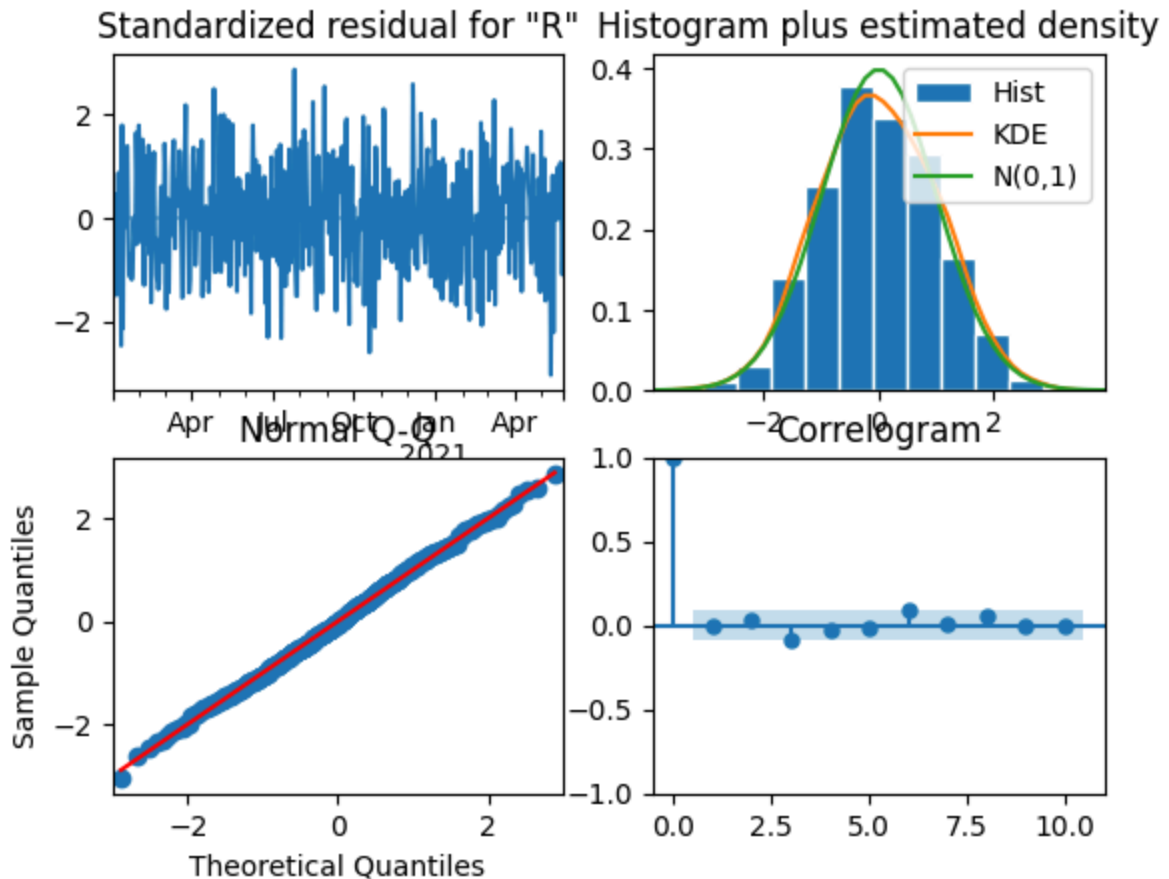 Standardized residual for "R"
2
0
−2
Apr
Jul
Oct
Jan
2021
Apr
Histogram plus estimated density
0.4
0.3
0.2
0.1
0.0
Hist
KDE
N(0,1)
−2
0
2
Normal Q-Q
Sample Quantiles
2
0
−2
−2
0
2
Theoretical Quantiles
Correlogram
1.0
0.5
0.0
−0.5
−1.0
0.0
2.5
5.0
7.5
10.0